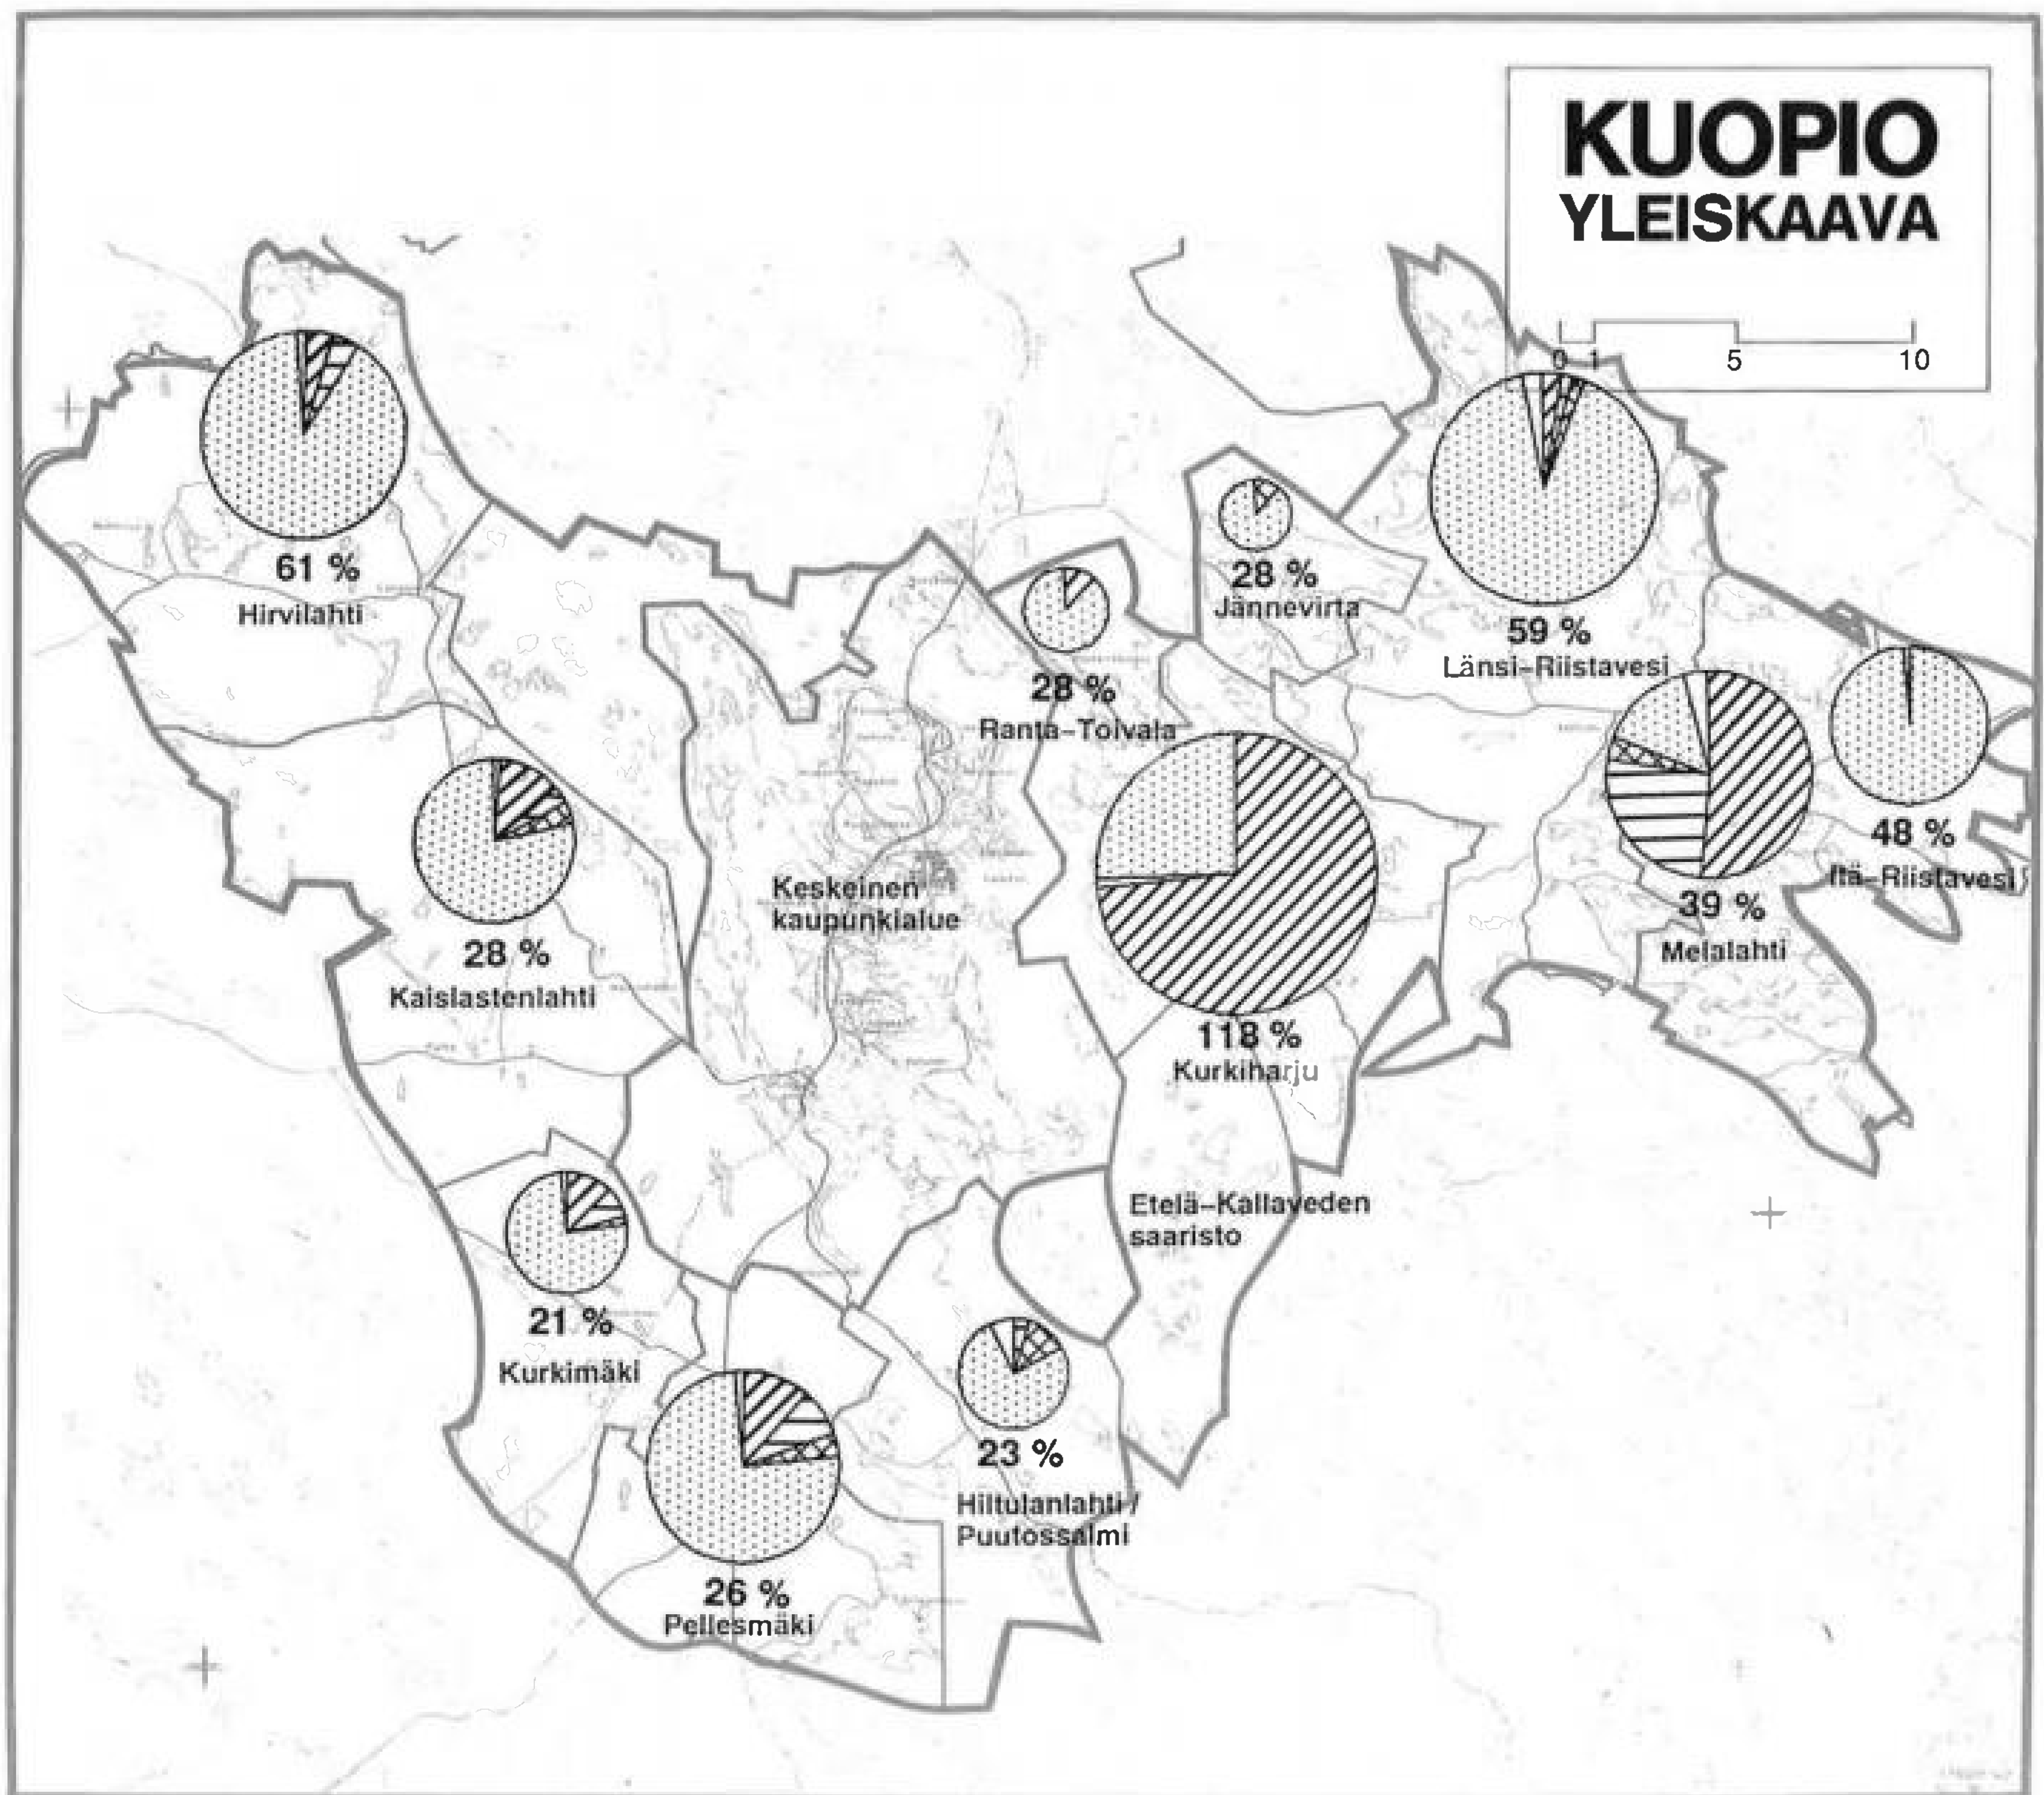 KUOPIO
YLEISKAAVA
0 1 5 10
61 %
Hirvilahti
28 %
Jännevirta
59 %
Länsi-Riistavesi
28 %
Ranta-Toivala
48 %
Itä-Riistavesi
39 %
Melalahti
Keskeinen
kaupunkialue
28 %
Kaislastenlahti
118 %
Kurkiharju
Etelä-Kallaveden
saaristo
21 %
Kurkimäki
23 %
Hiltulanlahti/
Puutossalmi
26 %
Pellesmäki